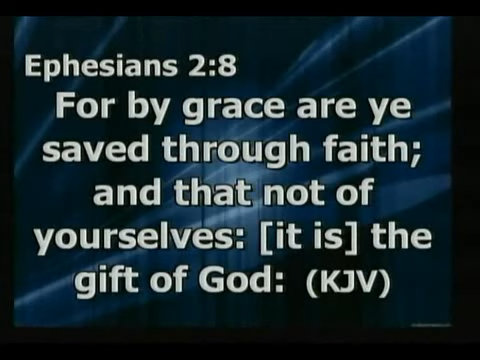 Ephesians 2:8
For by grace are ye
saved through faith;
and that not of
yourselves: [it is] the
gift of God: (KJV)